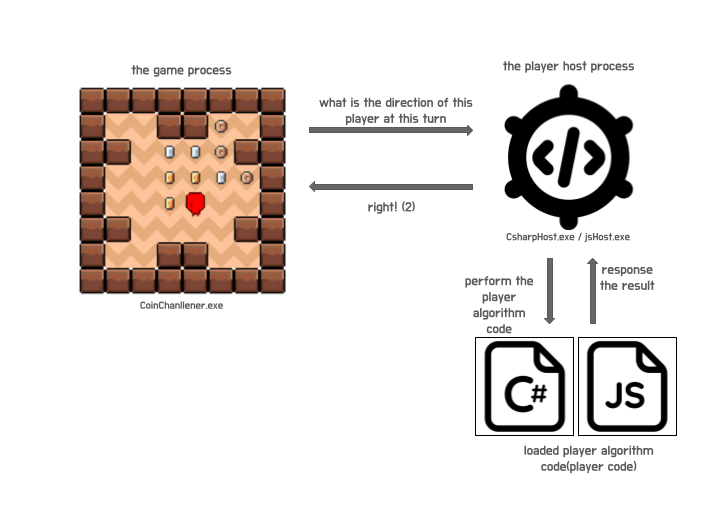 the game process
the player host process
what is the direction of this
player at this turn
right! (2)
CsharpHost.exe / jsHost.exe
CoinChanllener.exe
perform the
player
algorithm
code
response
the result
C#
JS
loaded player algorithm
code(player code)